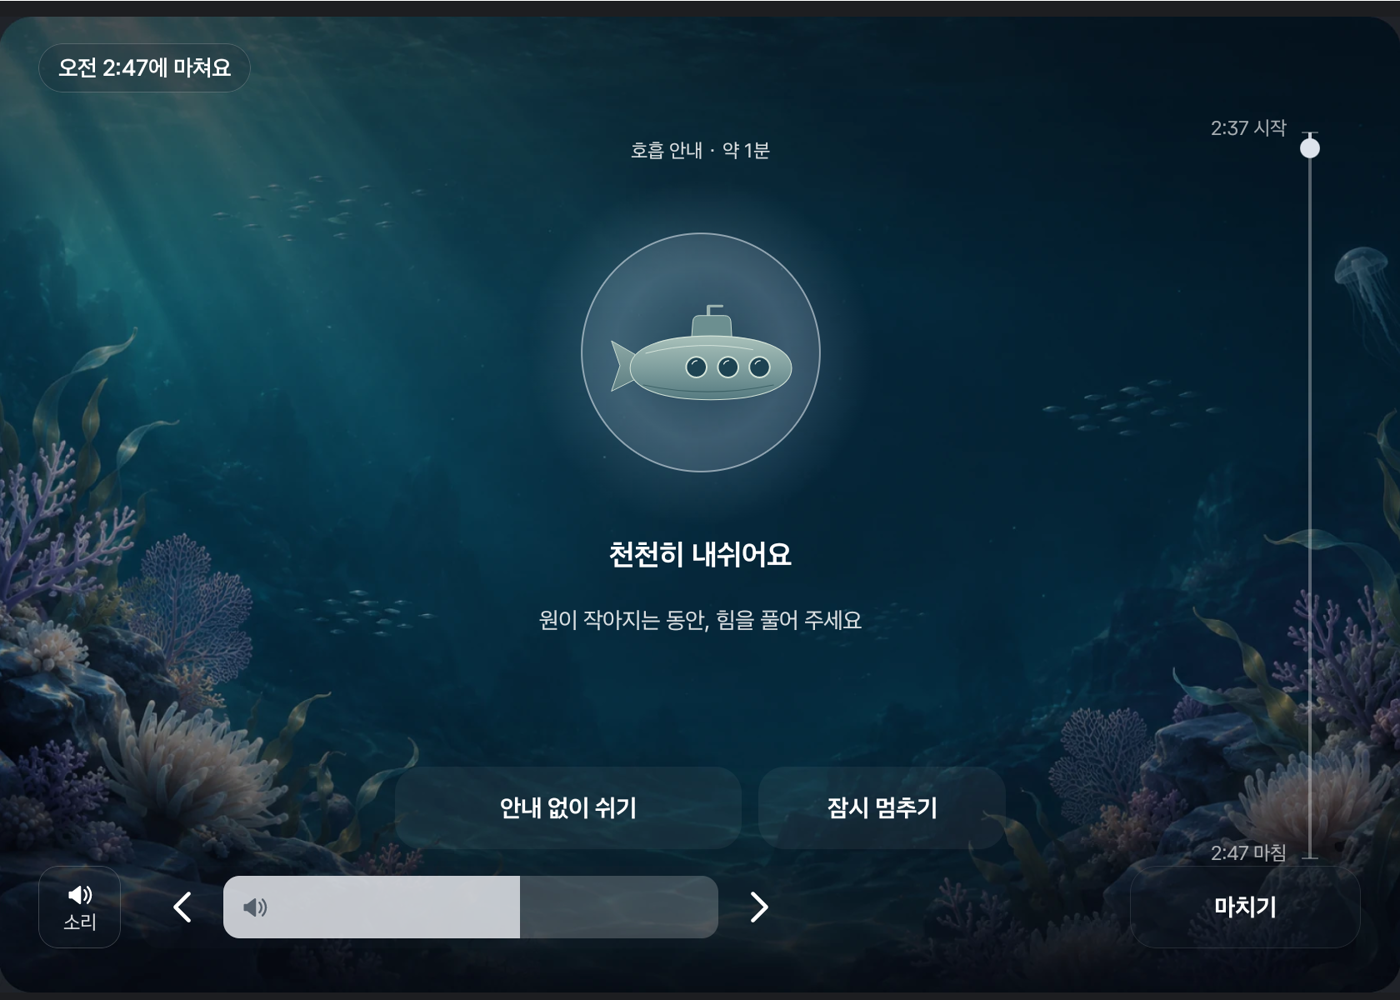 오전 2:47에 마쳐요
2:37 시작
호흡 안내 · 약 1분
천천히 내쉬어요
원이 작아지는 동안, 힘을 풀어 주세요
안내 없이 쉬기
잠시 멈추기
2:47 마침
소리
마치기